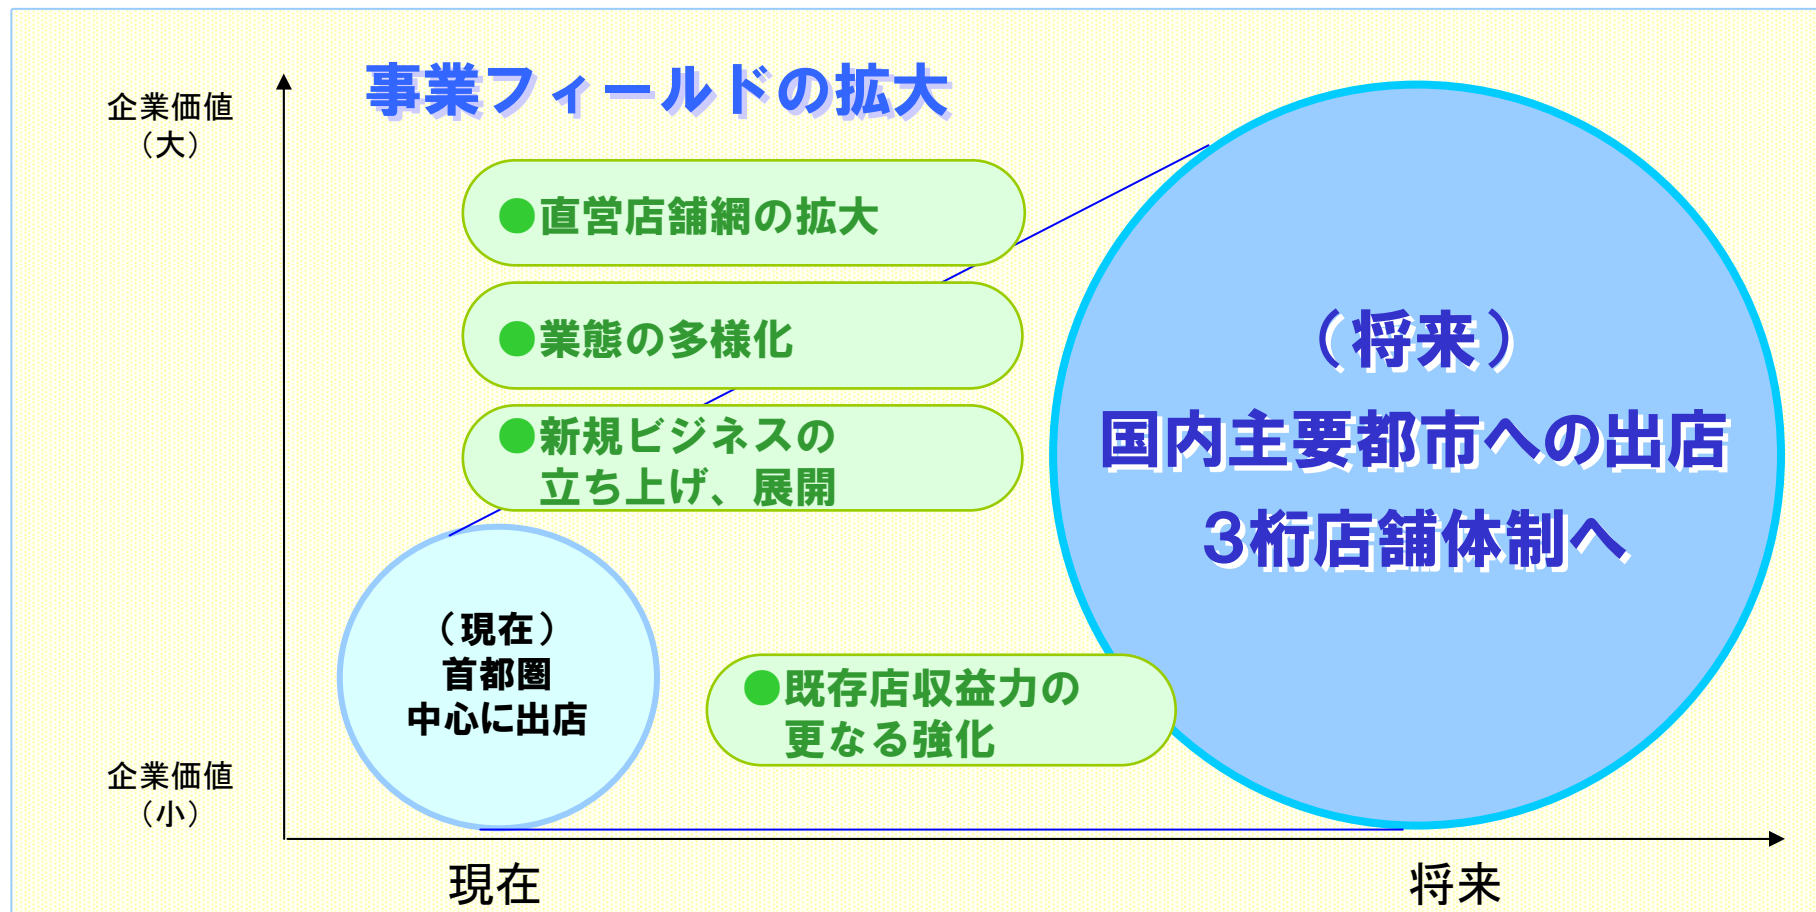 事業フィールドの拡大
企業価値
（大）
●直営店舗網の拡大
●業態の多様化
●新規ビジネスの
立ち上げ、展開
（将来）
国内主要都市への出店
3桁店舗体制へ
（現在）
首都圏
中心に出店
●既存店収益力の
更なる強化
企業価値
（小）
現在
将来